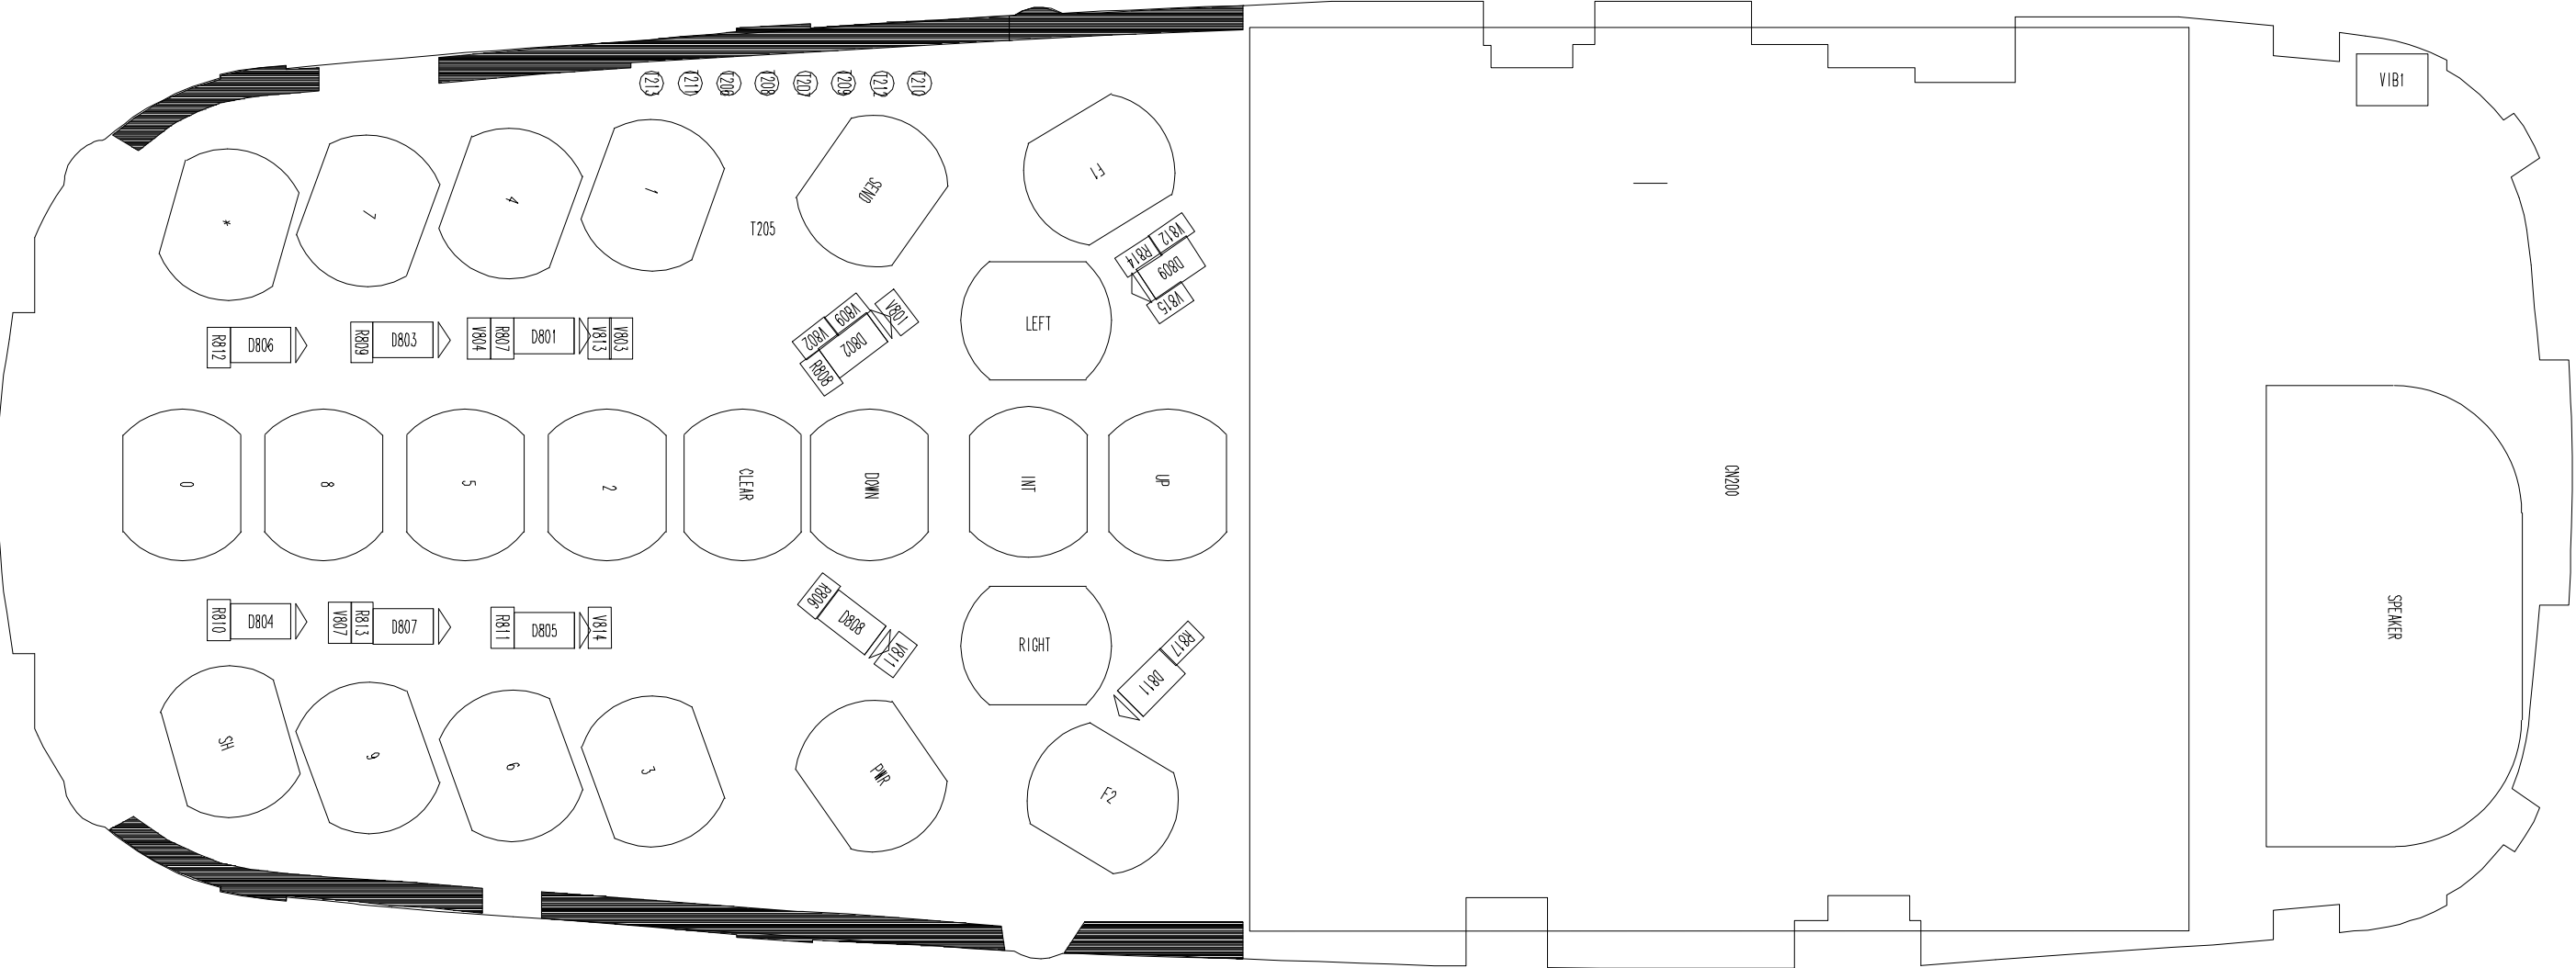 VIB1
T213
T211
T206
T208
T207
T209
T212
T210
*
7
4
1
SEND
F1
T205
V812
R814
D809
V815
R812
D806
R809
D803
V804
R807
D801
V813
V803
V802
V809
V801
D802
R808
LEFT
0
8
5
2
CLEAR
DOWN
INT
UP
CN200
SPEAKER
R810
D804
V807
R813
D807
R811
D805
V814
R806
D808
V811
RIGHT
R817
D811
SH
9
6
3
PWR
F2